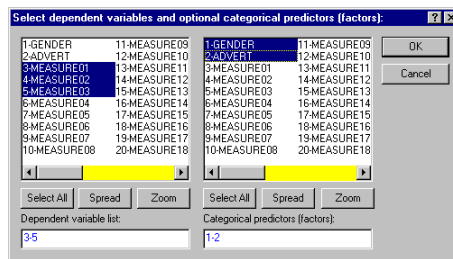 Select dependent variables and optional categorical predictors (factors):
1-GENDER 11-MEASURE09 1-GENDER 11-MEASURE09 OK
2-ADVERT 12-MEASURE10 2-ADVERT 12-MEASURE10
3-MEASURE01 13-MEASURE11 3-MEASURE01 13-MEASURE11 Cancel
4-MEASURE02 14-MEASURE12 4-MEASURE02 14-MEASURE12
5-MEASURE03 15-MEASURE13 5-MEASURE03 15-MEASURE13
6-MEASURE04 16-MEASURE14 6-MEASURE04 16-MEASURE14
7-MEASURE05 17-MEASURE15 7-MEASURE05 17-MEASURE15
8-MEASURE06 18-MEASURE16 8-MEASURE06 18-MEASURE16
9-MEASURE07 19-MEASURE17 9-MEASURE07 19-MEASURE17
10-MEASURE08 20-MEASURE18 10-MEASURE08 20-MEASURE18
Select All Spread Zoom Select All Spread Zoom
Dependent variable list: Categorical predictors (factors):
3-5 1-2